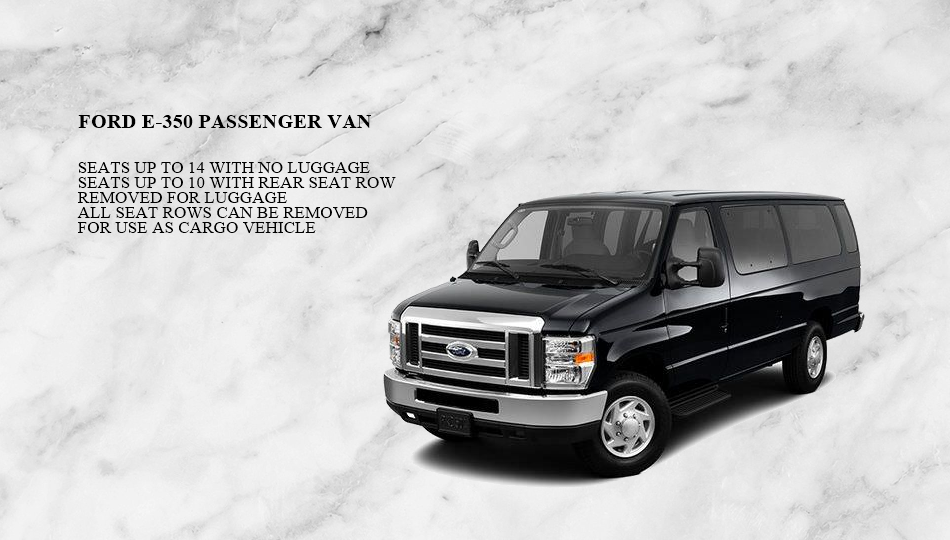 FORD E-350 PASSENGER VAN
SEATS UP TO 14 WITH NO LUGGAGE
SEATS UP TO 10 WITH REAR SEAT ROW
REMOVED FOR LUGGAGE
ALL SEAT ROWS CAN BE REMOVED
FOR USE AS CARGO VEHICLE